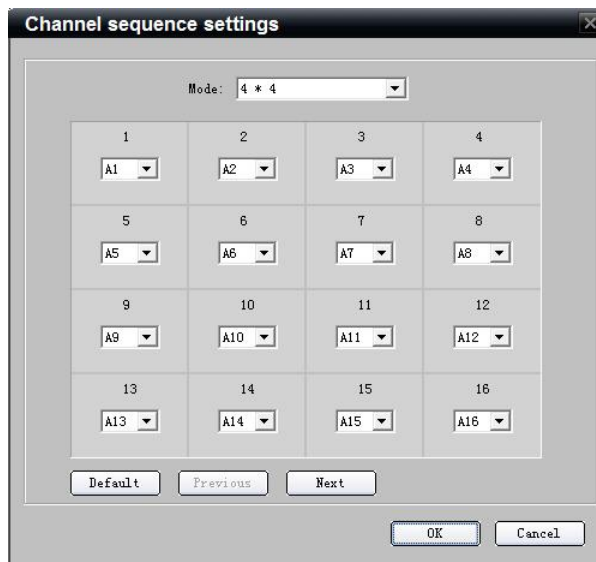 Channel sequence settings
Mode: 4 * 4
1 2 3 4
A1 A2 A3 A4
5 6 7 8
A5 A6 A7 A8
9 10 11 12
A9 A10 A11 A12
13 14 15 16
A13 A14 A15 A16
Default Previous Next
OK Cancel